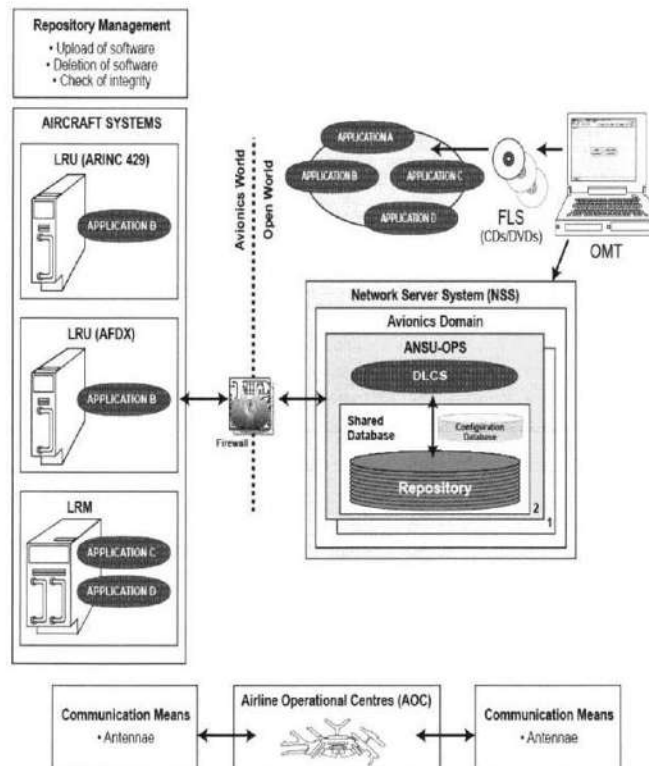 Repository Management
• Upload of software
• Deletion of software
• Check of integrity
AIRCRAFT SYSTEMS
LRU (ARINC 429)
APPLICATION B
LRU (AFDX)
APPLICATION B
LRM
APPLICATION C
APPLICATION D
Avionics World
Open World
Firewall
APPLICATION A
APPLICATION B
APPLICATION C
APPLICATION D
FLS
(CDs/DVDs)
OMT
Network Server System (NSS)
Avionics Domain
ANSU-OPS
DLCS
Shared
Database
Configuration
Database
Repository
2
1
Communication Means
• Antennae
Airline Operational Centres (AOC)
Communication Means
• Antennae